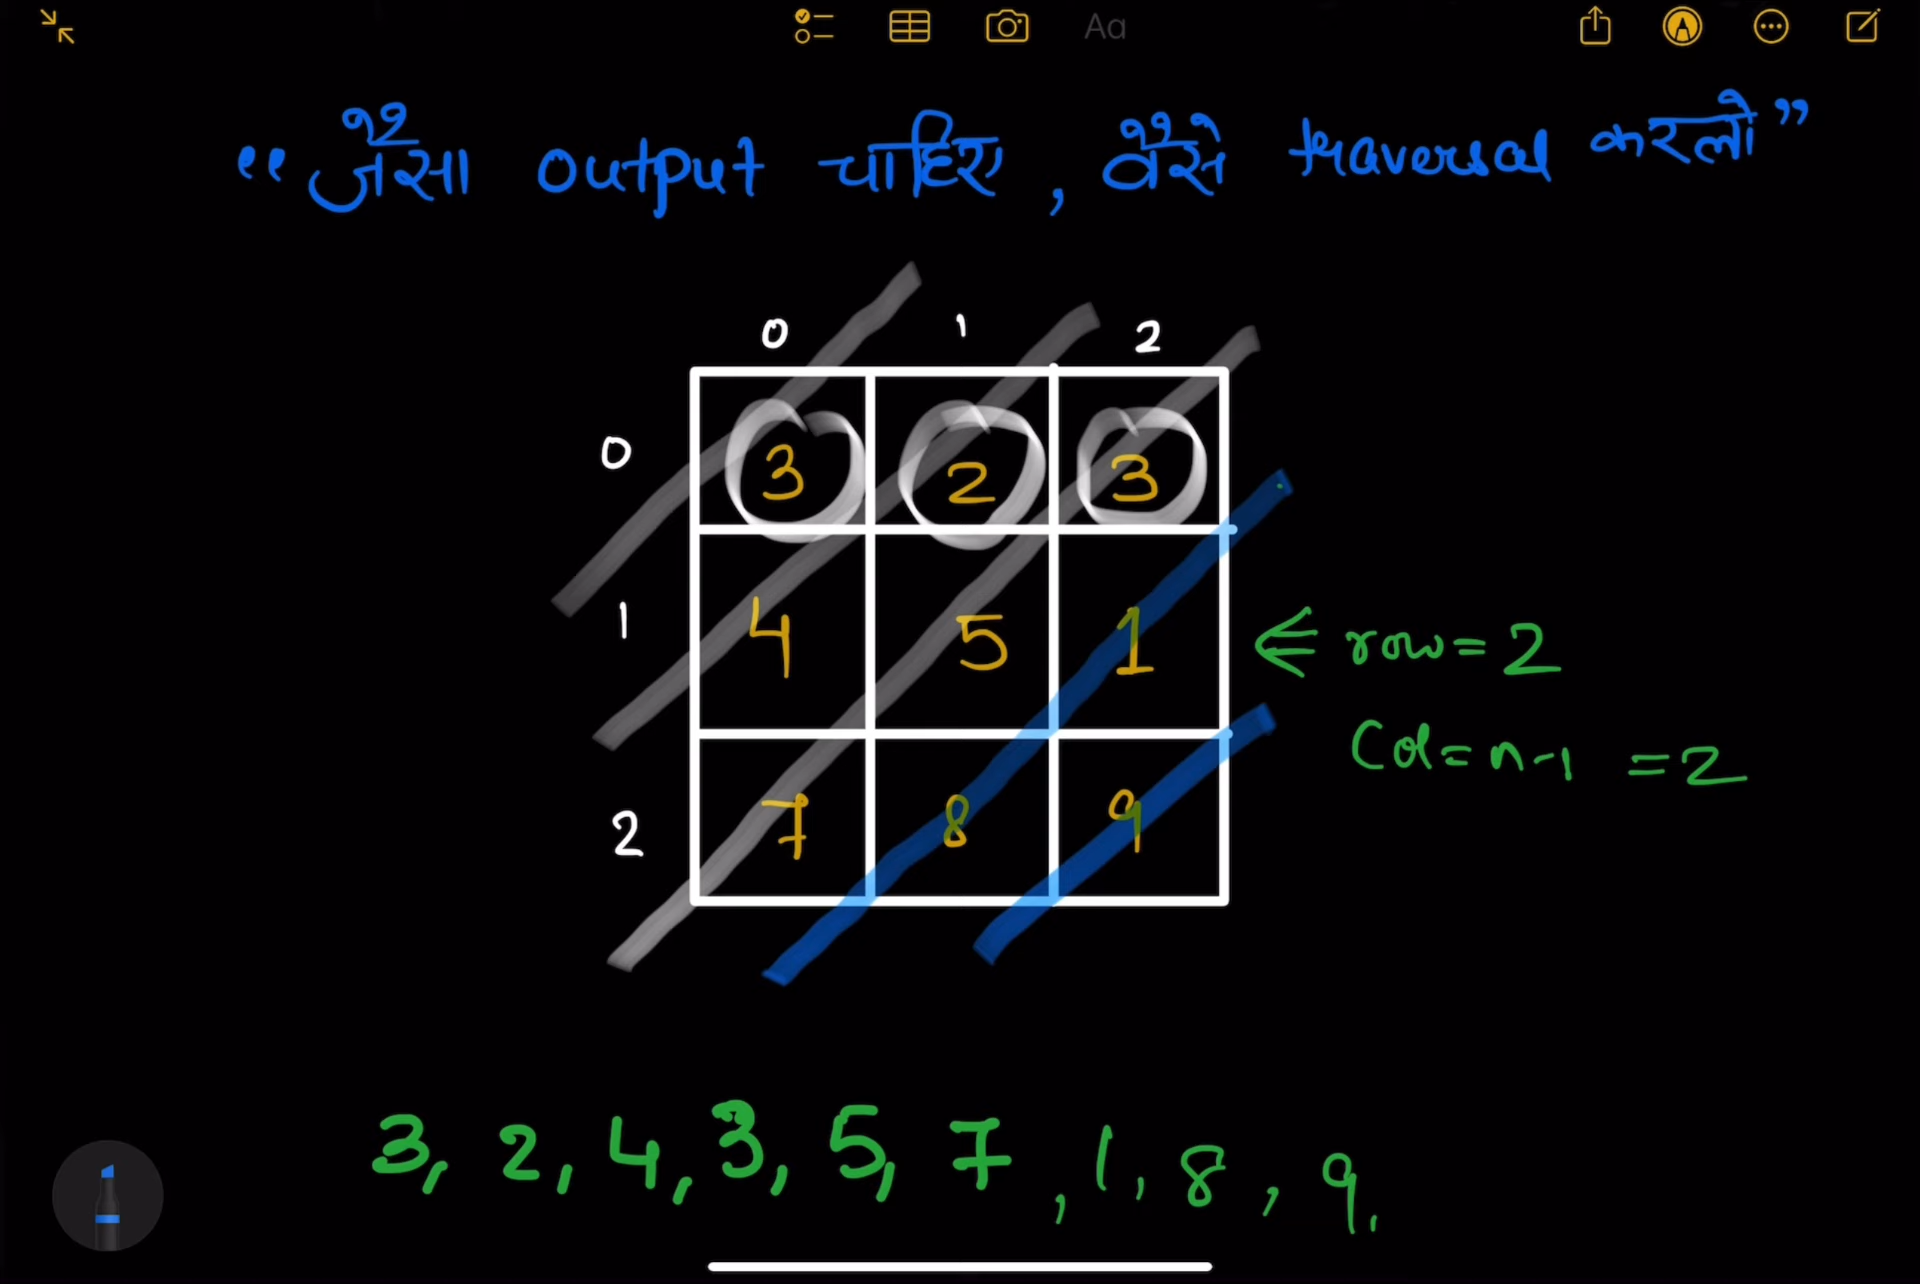 Aa
“जैसा output चाहिए, वैसे traversal करलो”
0 1 2
0 3 2 3
1 4 5 1
⇐ row = 2
Col = n-1 = 2
2 7 8 9
3, 2, 4, 3, 5, 7, 1, 8, 9,